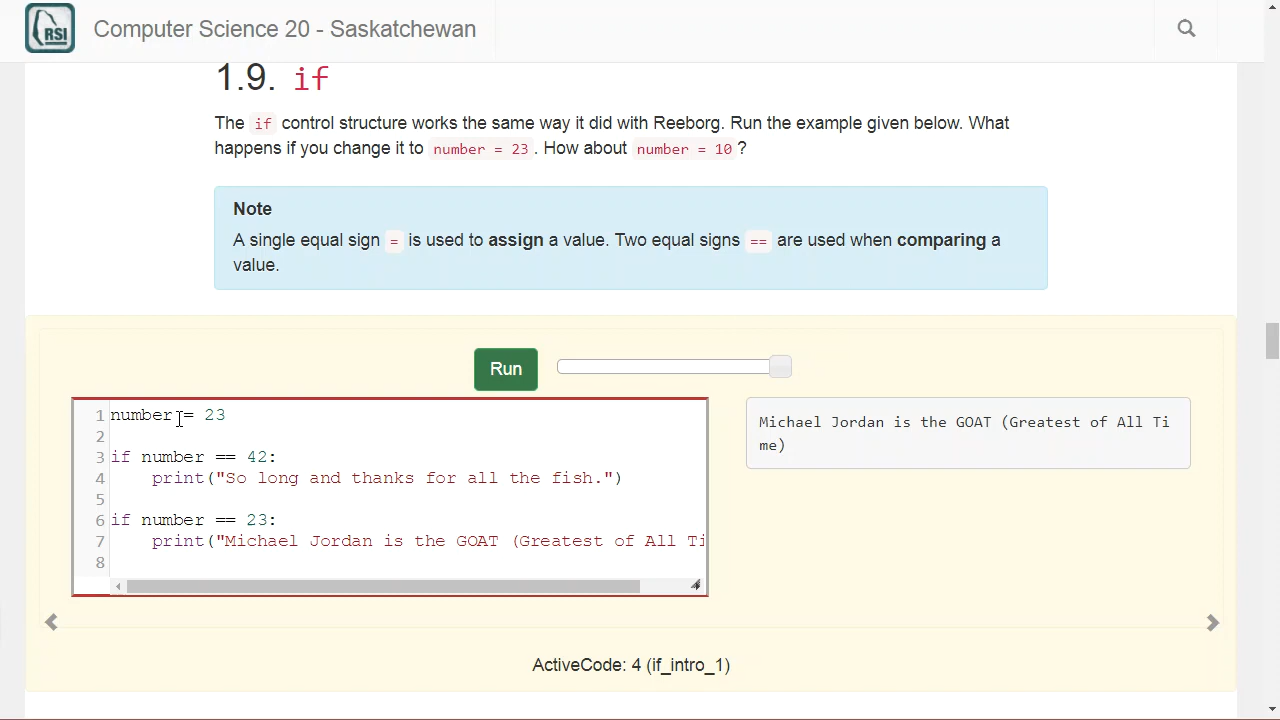 RSI Computer Science 20 - Saskatchewan
1.9. if
The if control structure works the same way it did with Reeborg. Run the example given below. What
happens if you change it to number = 23 . How about number = 10 ?
Note
A single equal sign = is used to assign a value. Two equal signs == are used when comparing a
value.
Run
1 number = 23
2
3 if number == 42:
4     print("So long and thanks for all the fish.")
5
6 if number == 23:
7     print("Michael Jordan is the GOAT (Greatest of All Ti
8
Michael Jordan is the GOAT (Greatest of All Ti
me)
ActiveCode: 4 (if_intro_1)